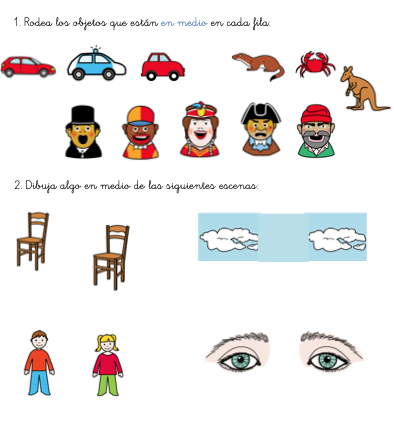 1. Rodea los objetos que están en medio en cada fila.
2. Dibuja algo en medio de las siguientes escenas: